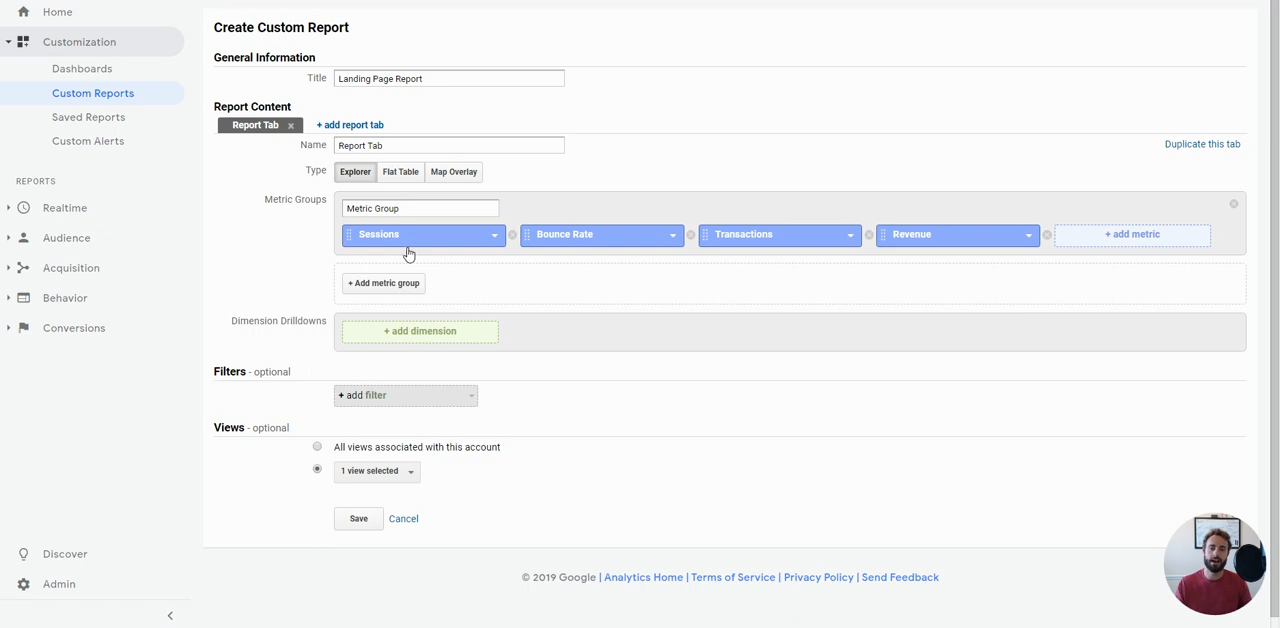 Home
Customization
Dashboards
Custom Reports
Saved Reports
Custom Alerts
REPORTS
Realtime
Audience
Acquisition
Behavior
Conversions
Discover
Admin
Create Custom Report
General Information
Title Landing Page Report
Report Content
Report Tab x + add report tab
Name Report Tab Duplicate this tab
Type Explorer Flat Table Map Overlay
Metric Groups
Metric Group
Sessions Bounce Rate Transactions Revenue + add metric
+ Add metric group
Dimension Drilldowns
+ add dimension
Filters - optional
+ add filter
Views - optional
All views associated with this account
1 view selected
Save Cancel
© 2019 Google | Analytics Home | Terms of Service | Privacy Policy | Send Feedback